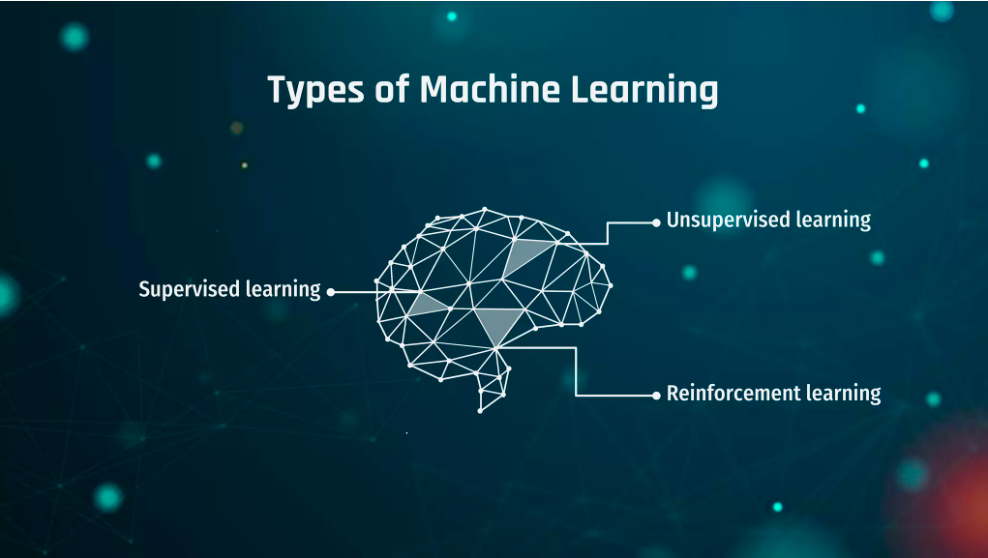 Types of Machine Learning
Unsupervised learning
Supervised learning
Reinforcement learning